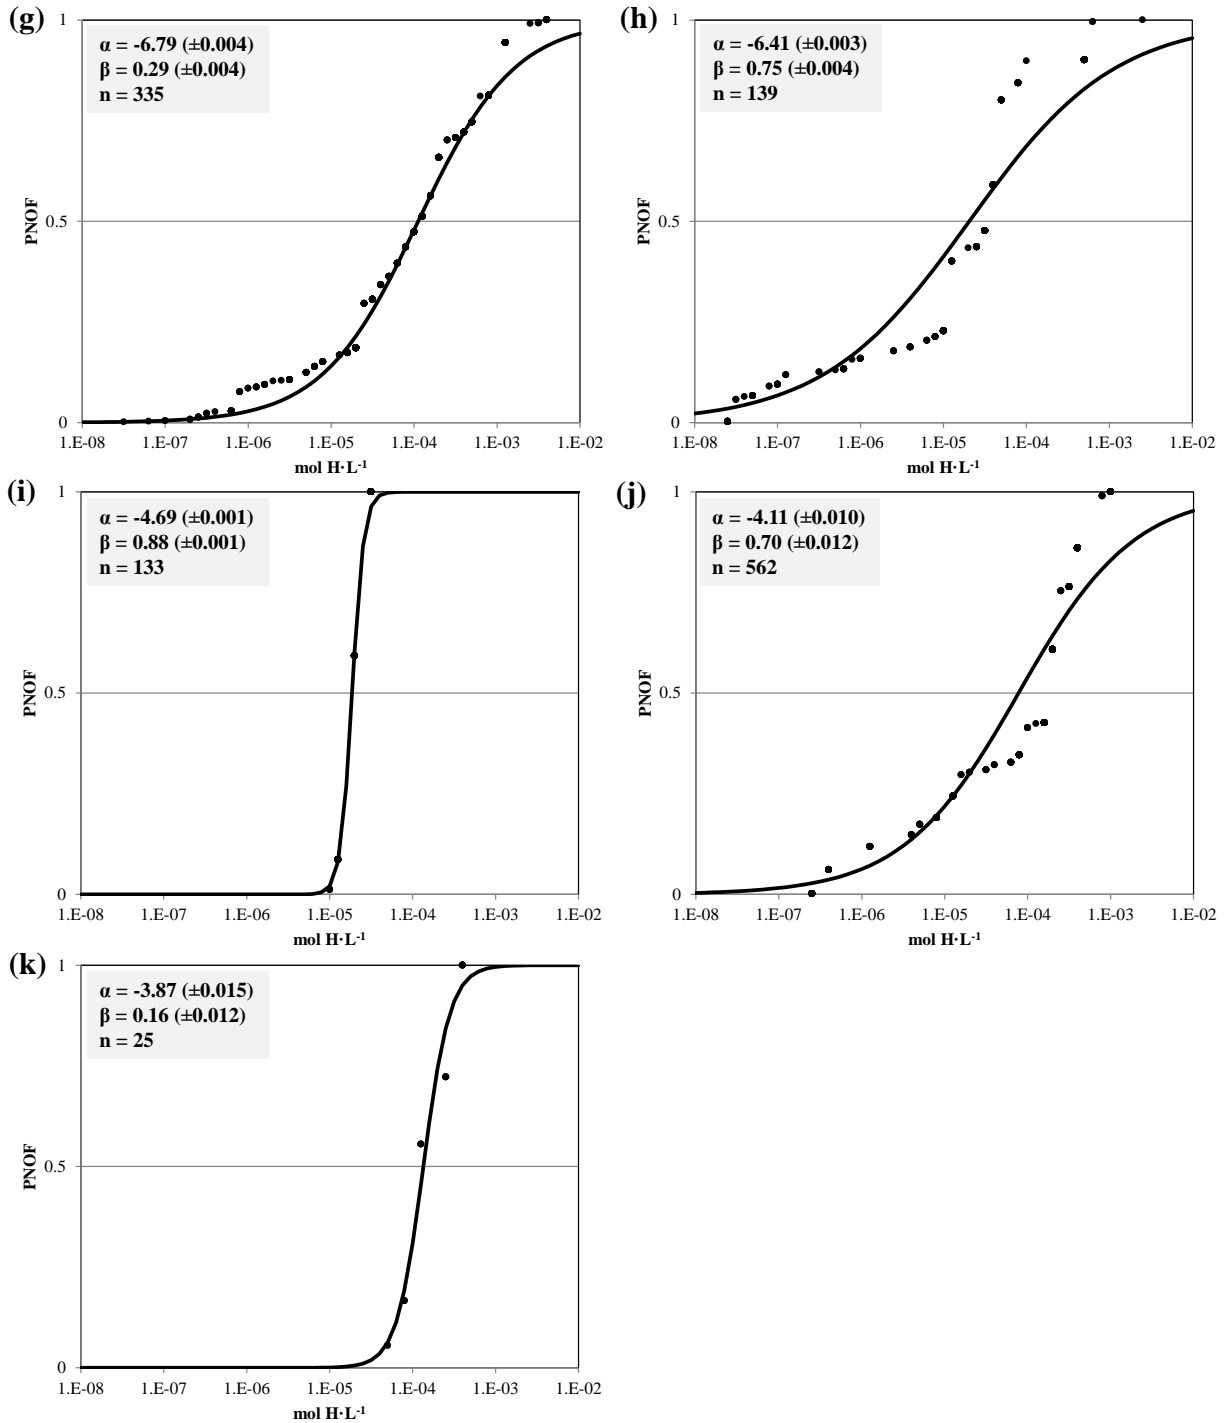 (g)
α = -6.79 (±0.004)
β = 0.29 (±0.004)
n = 335
1
0.5
0
PNOF
1.E-08 1.E-07 1.E-06 1.E-05 1.E-04 1.E-03 1.E-02
mol H·L-1
(h)
α = -6.41 (±0.003)
β = 0.75 (±0.004)
n = 139
1
0.5
0
PNOF
1.E-08 1.E-07 1.E-06 1.E-05 1.E-04 1.E-03 1.E-02
mol H·L-1
(i)
α = -4.69 (±0.001)
β = 0.88 (±0.001)
n = 133
1
0.5
0
PNOF
1.E-08 1.E-07 1.E-06 1.E-05 1.E-04 1.E-03 1.E-02
mol H·L-1
(j)
α = -4.11 (±0.010)
β = 0.70 (±0.012)
n = 562
1
0.5
0
PNOF
1.E-08 1.E-07 1.E-06 1.E-05 1.E-04 1.E-03 1.E-02
mol H·L-1
(k)
α = -3.87 (±0.015)
β = 0.16 (±0.012)
n = 25
1
0.5
0
PNOF
1.E-08 1.E-07 1.E-06 1.E-05 1.E-04 1.E-03 1.E-02
mol H·L-1